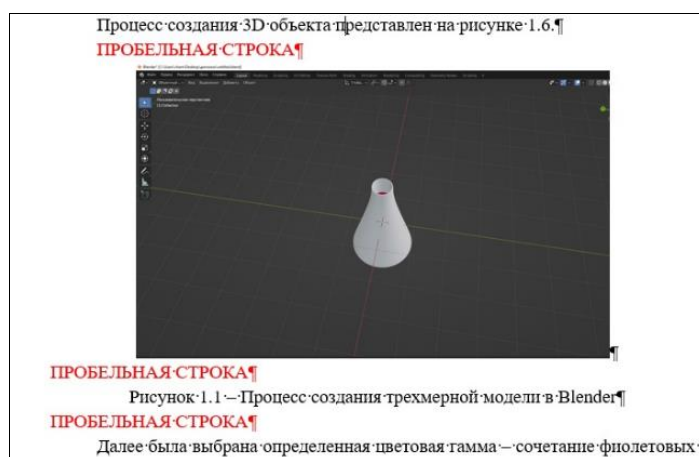 Процесс·создания·3D·объекта·представлен·на·рисунке·1.6.¶
ПРОБЕЛЬНАЯ·СТРОКА¶
¶
ПРОБЕЛЬНАЯ·СТРОКА¶
Рисунок·1.1·–·Процесс·создания·трехмерной·модели·в·Blender¶
ПРОБЕЛЬНАЯ·СТРОКА¶
Далее·была·выбрана·определенная·цветовая·гамма·–·сочетание·фиолетовых·